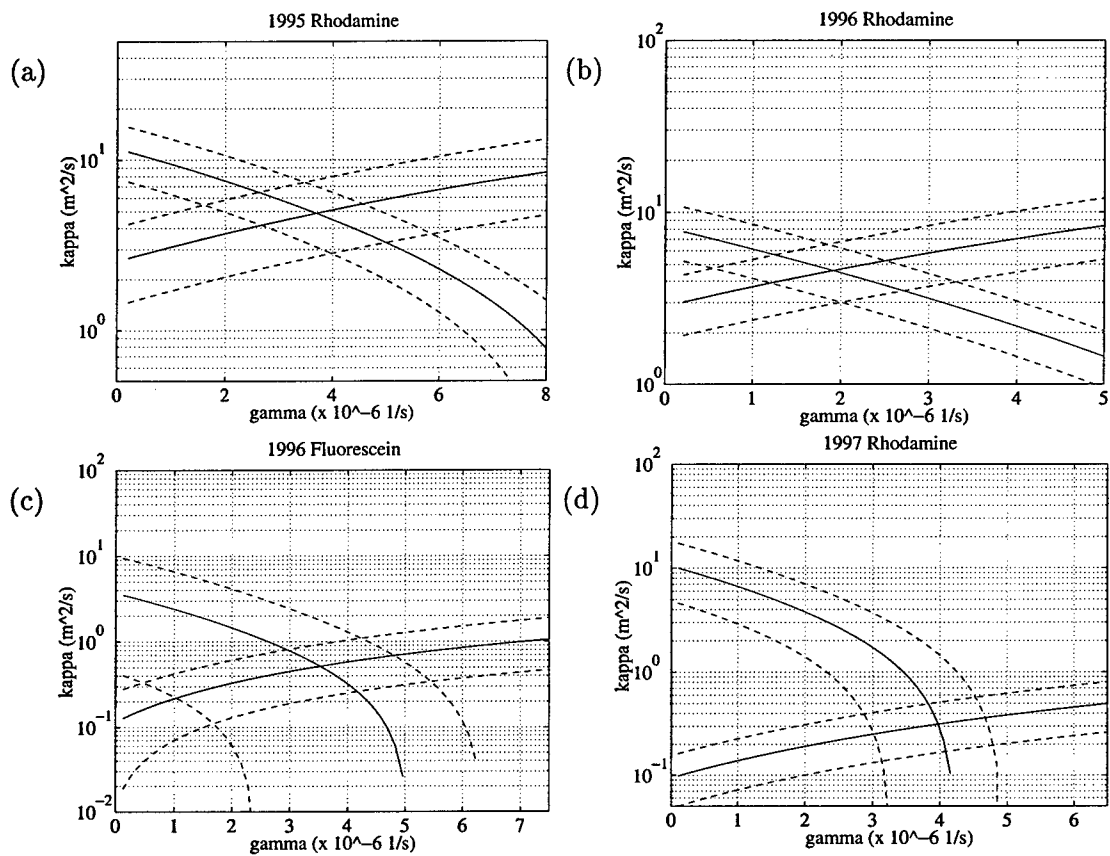 1995 Rhodamine
(a)
10^1
10^0
kappa (m^2/s)
0 2 4 6 8
gamma (x 10^−6 1/s)
1996 Rhodamine
(b)
10^2
10^1
10^0
kappa (m^2/s)
0 1 2 3 4 5
gamma (x 10^−6 1/s)
1996 Fluorescein
(c)
10^2
10^1
10^0
10^−1
10^−2
kappa (m^2/s)
0 1 2 3 4 5 6 7
gamma (x 10^−6 1/s)
1997 Rhodamine
(d)
10^2
10^1
10^0
10^−1
kappa (m^2/s)
0 1 2 3 4 5 6
gamma (x 10^−6 1/s)